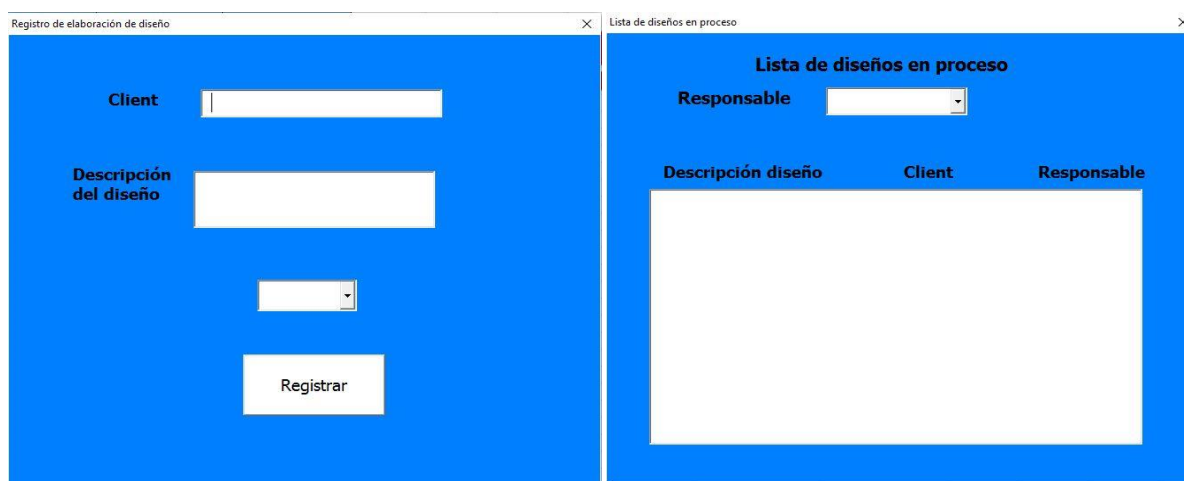 Registro de elaboración de diseño
Client
Descripción
del diseño
Registrar
Lista de diseños en proceso
Lista de diseños en proceso
Responsable
Descripción diseño Client Responsable